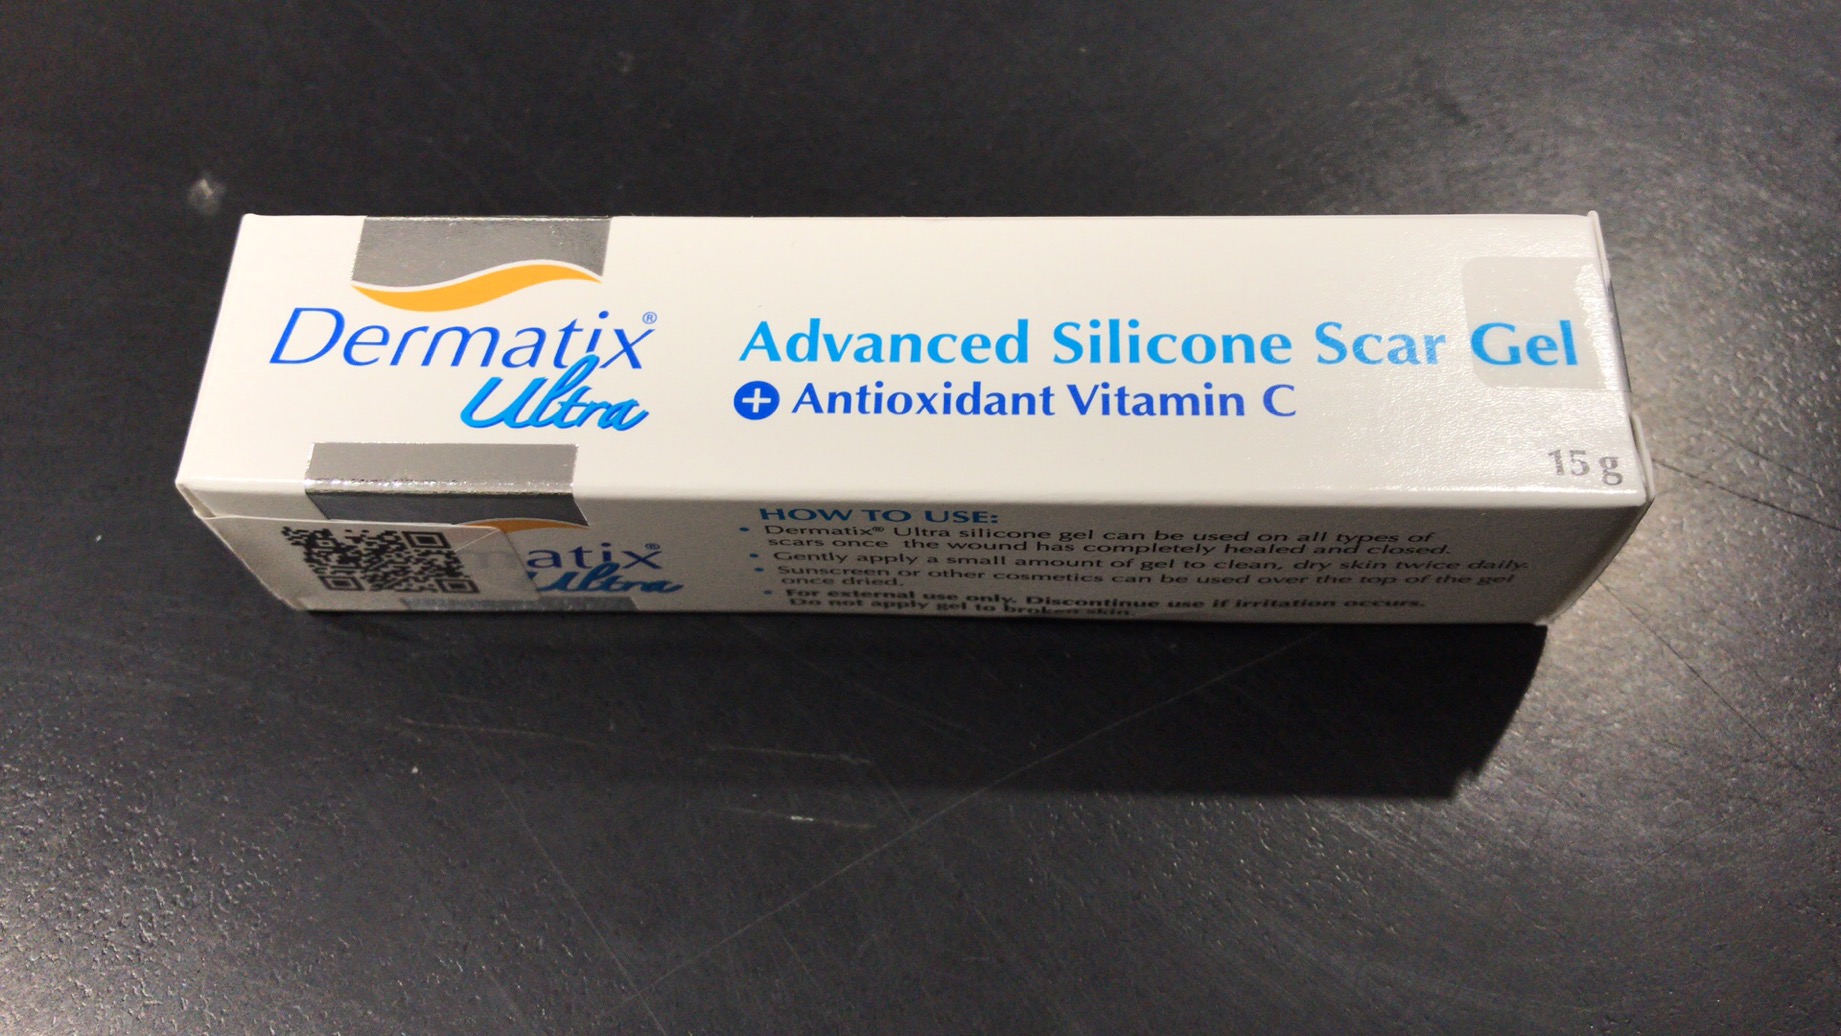 Dermatix®
Ultra
Advanced Silicone Scar Gel
+ Antioxidant Vitamin C
15 g
matix®
Ultra
HOW TO USE:
• Dermatix® Ultra silicone gel can be used on all types of
scars once the wound has completely healed and closed.
• Gently apply a small amount of gel to clean, dry skin twice daily.
• Sunscreen or other cosmetics can be used over the top of the gel
once dried.
• For external use only. Discontinue use if irritation occurs.
Do not apply gel to broken skin.